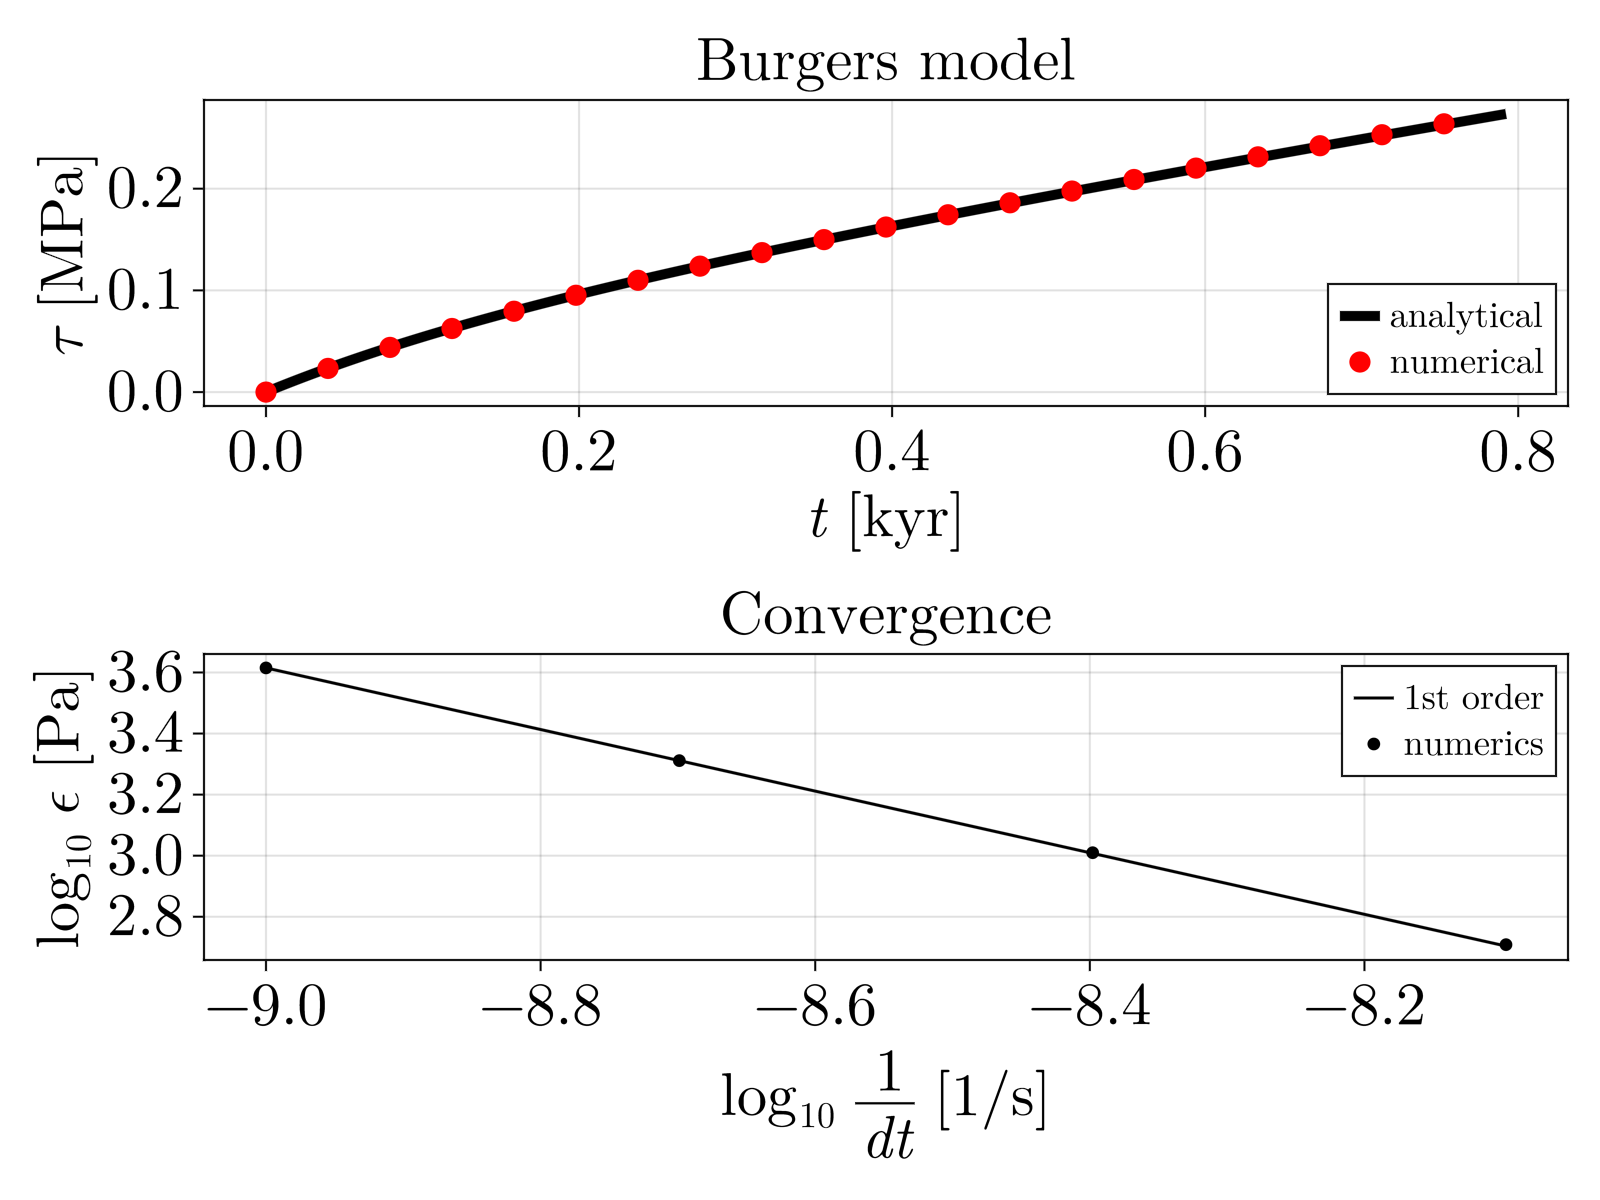 Burgers model
τ [MPa]
0.2
0.1
0.0
analytical
numerical
0.0 0.2 0.4 0.6 0.8
t [kyr]
Convergence
log₁₀ ϵ [Pa]
3.6
3.4
3.2
3.0
2.8
1st order
numerics
−9.0 −8.8 −8.6 −8.4 −8.2
log₁₀ 1/dt [1/s]